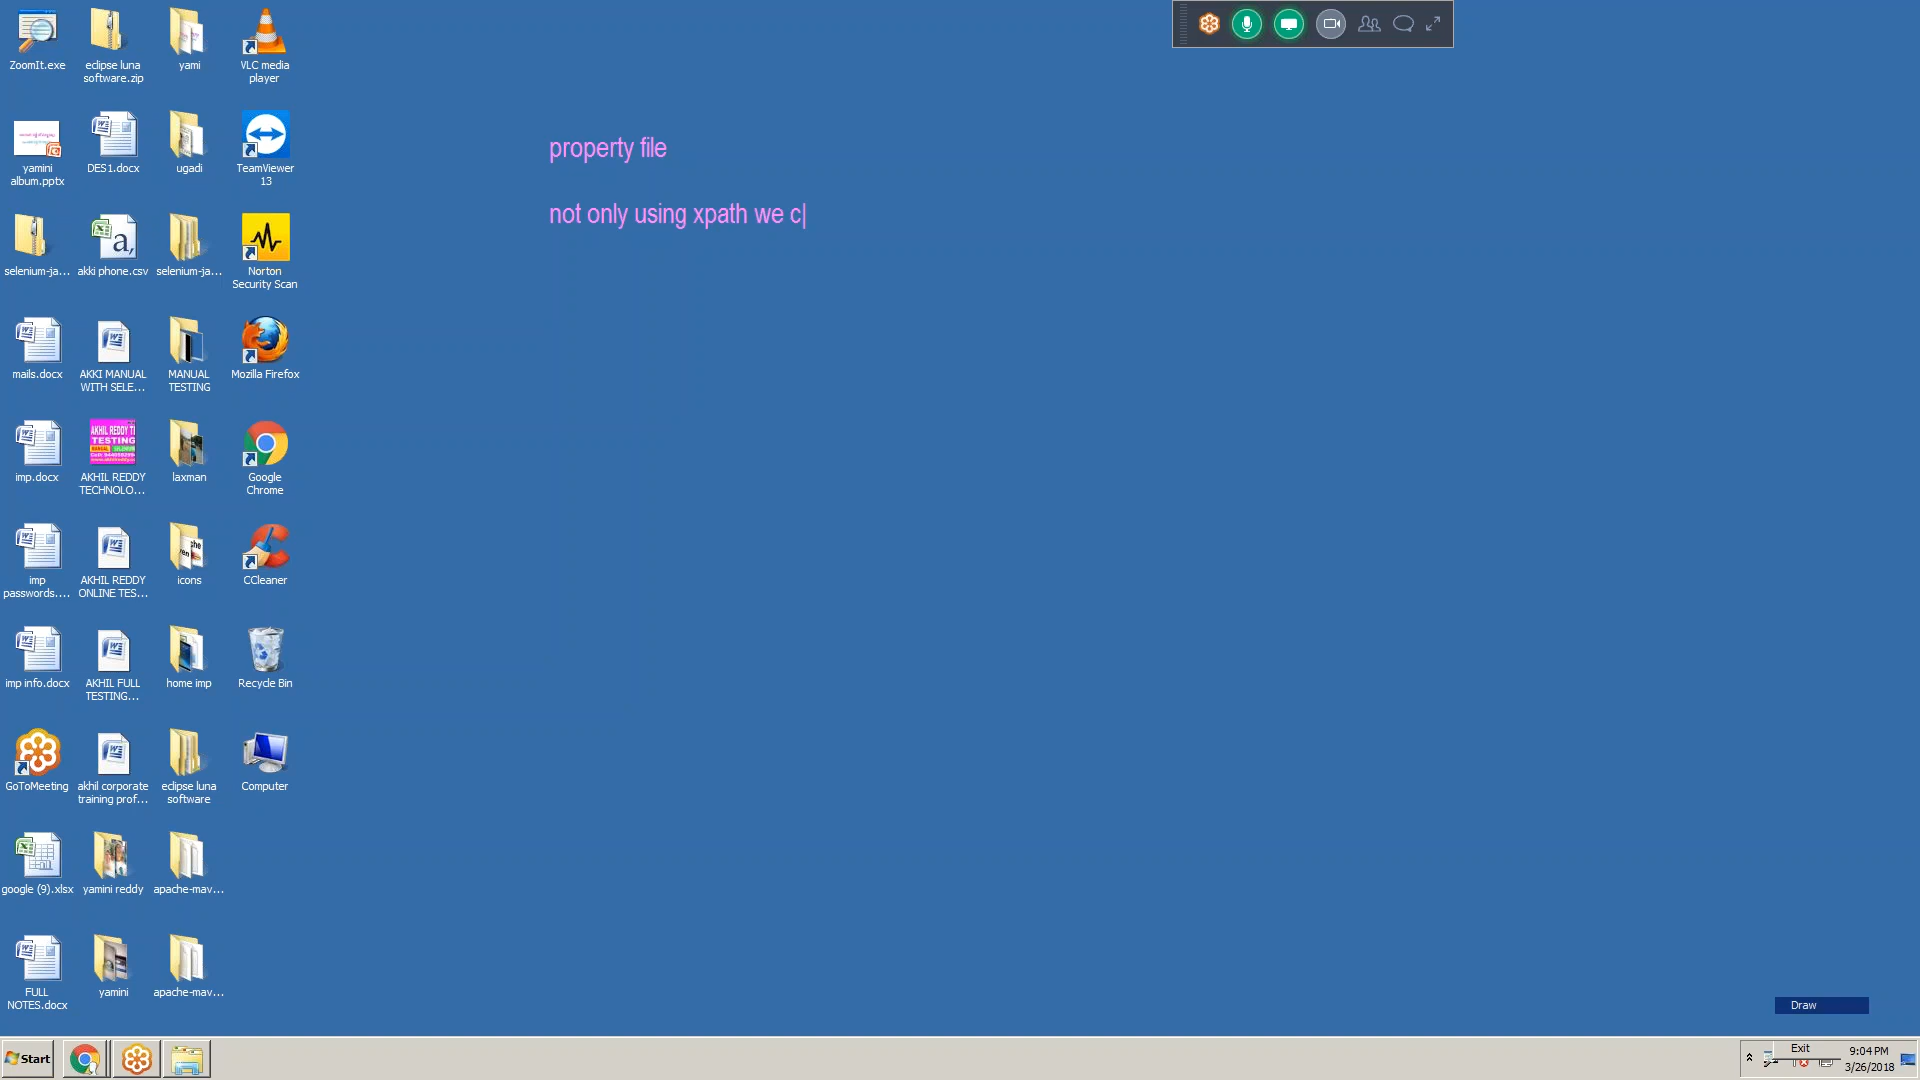 ZoomIt.exe
eclipse luna
software.zip
yami
VLC media
player
property file
not only using xpath we c
yamini
album.pptx
DES1.docx
ugadi
TeamViewer
13
selenium-ja...
akki phone.csv
selenium-ja...
Norton
Security Scan
mails.docx
AKKI MANUAL
WITH SELE...
MANUAL
TESTING
Mozilla Firefox
imp.docx
AKHIL REDDY
TECHNOLO...
laxman
Google
Chrome
imp
passwords....
AKHIL REDDY
ONLINE TES...
icons
CCleaner
imp info.docx
AKHIL FULL
TESTING...
home imp
Recycle Bin
GoToMeeting
akhil corporate
training prof...
eclipse luna
software
Computer
google (9).xlsx
yamini reddy
apache-mav...
FULL
NOTES.docx
yamini
apache-mav...
Draw
Exit
Start
9:04 PM
3/26/2018